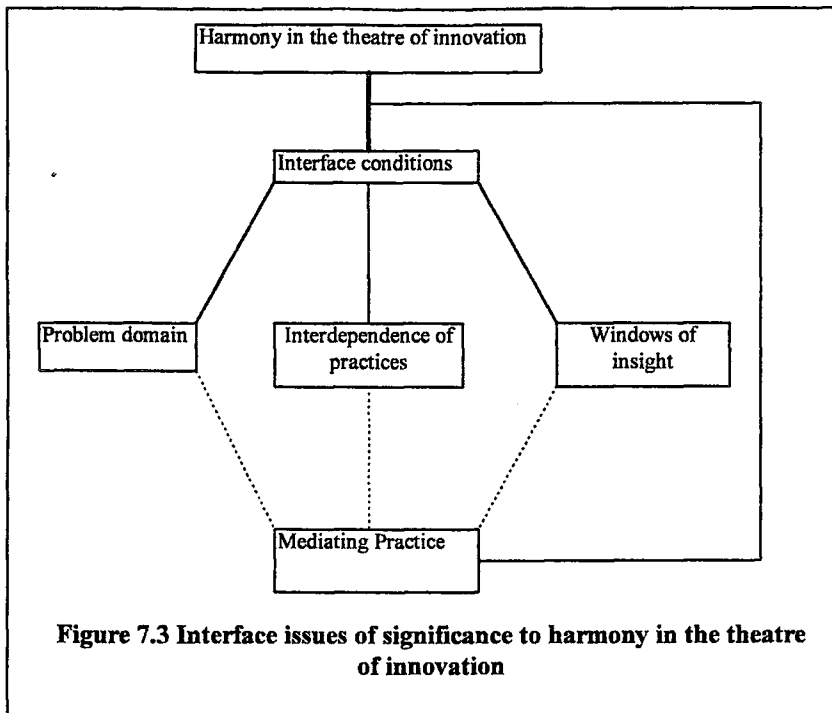 Harmony in the theatre of innovation
Interface conditions
Problem domain
Interdependence of
practices
Windows of
insight
Mediating Practice
Figure 7.3 Interface issues of significance to harmony in the theatre
of innovation